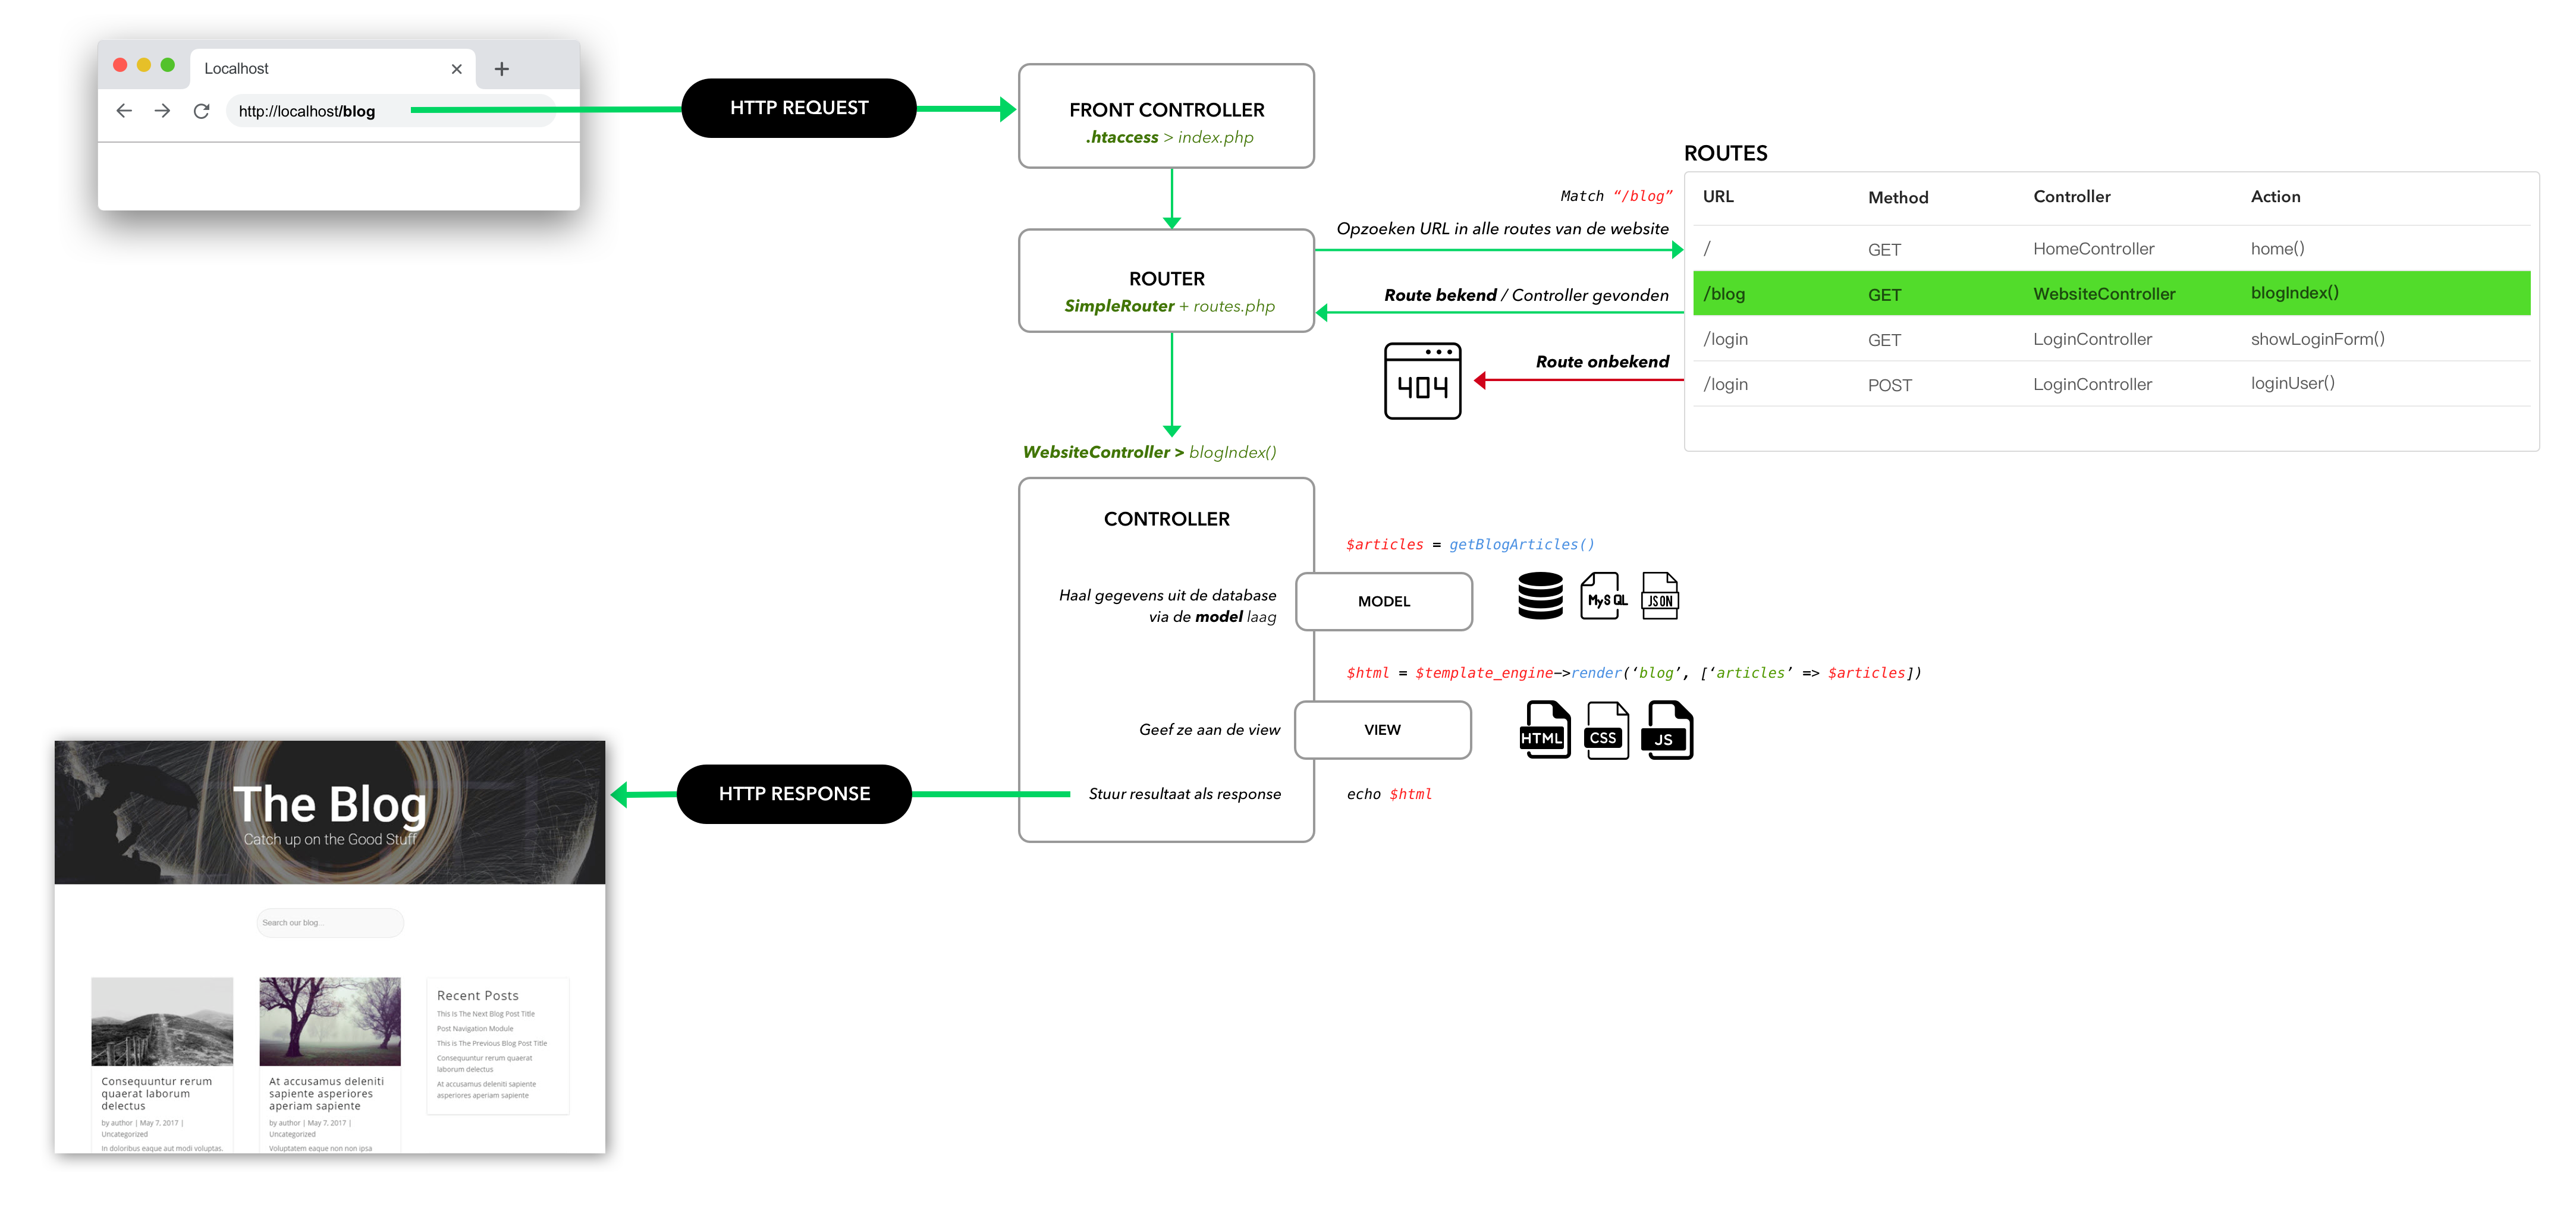 Localhost
http://localhost/blog
HTTP REQUEST
FRONT CONTROLLER
.htaccess > index.php
ROUTER
SimpleRouter + routes.php
Match “/blog”
Opzoeken URL in alle routes van de website
Route bekend / Controller gevonden
Route onbekend
404
ROUTES
URL Method Controller Action
/ GET HomeController home()
/blog GET WebsiteController blogIndex()
/login GET LoginController showLoginForm()
/login POST LoginController loginUser()
WebsiteController > blogIndex()
CONTROLLER
$articles = getBlogArticles()
Haal gegevens uit de database
via de model laag
MODEL
MySQL
JSON
$html = $template_engine->render(‘blog’, [‘articles’ => $articles])
Geef ze aan de view
VIEW
HTML
CSS
JS
Stuur resultaat als response
echo $html
HTTP RESPONSE
The Blog
Catch up on the Good Stuff
Search our blog...
Consequuntur rerum
quaerat laborum
delectus
by author | May 7, 2017 |
Uncategorized
In doloribus eaque aut modi voluptas.
At accusamus deleniti
sapiente asperiores
aperiam sapiente
by author | May 7, 2017 |
Uncategorized
Voluptatem eaque non non ipsa
Recent Posts
This is The Next Blog Post Title
Post Navigation Module
This is The Previous Blog Post Title
Consequuntur rerum quaerat
laborum delectus
At accusamus deleniti sapiente
asperiores aperiam sapiente